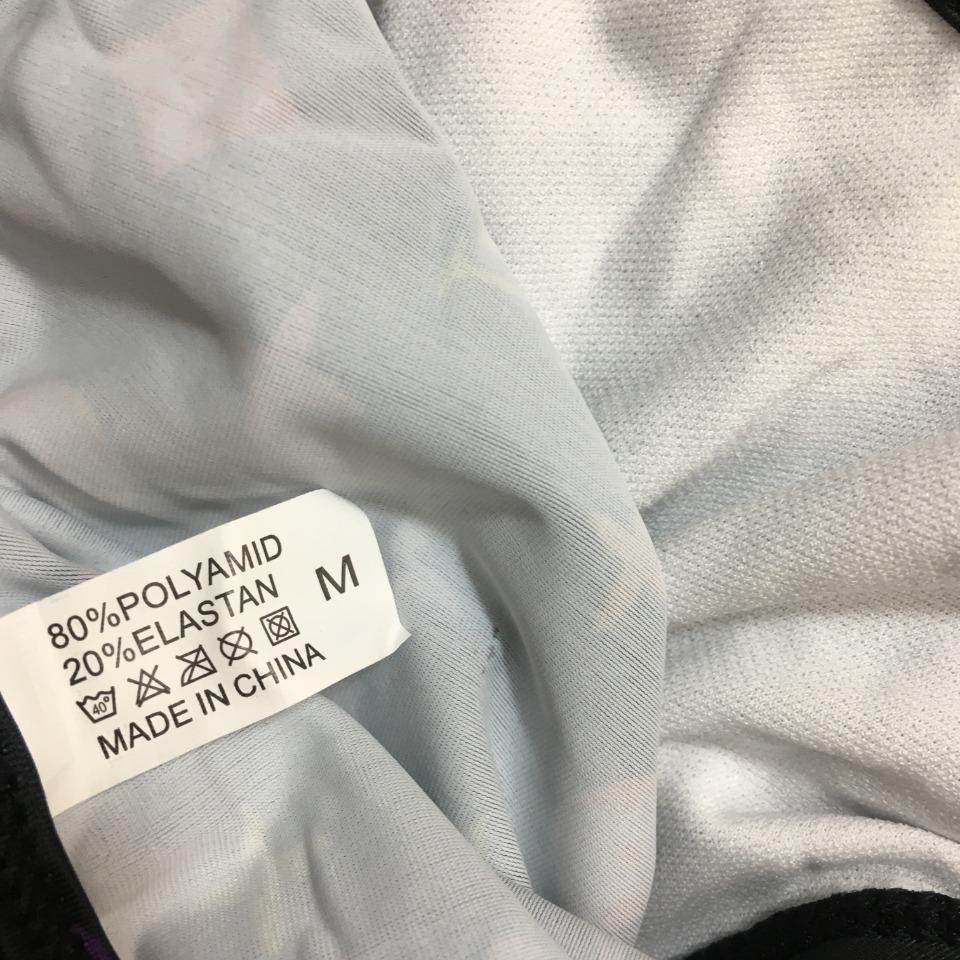 80%POLYAMID
20%ELASTAN
M
40°
MADE IN CHINA